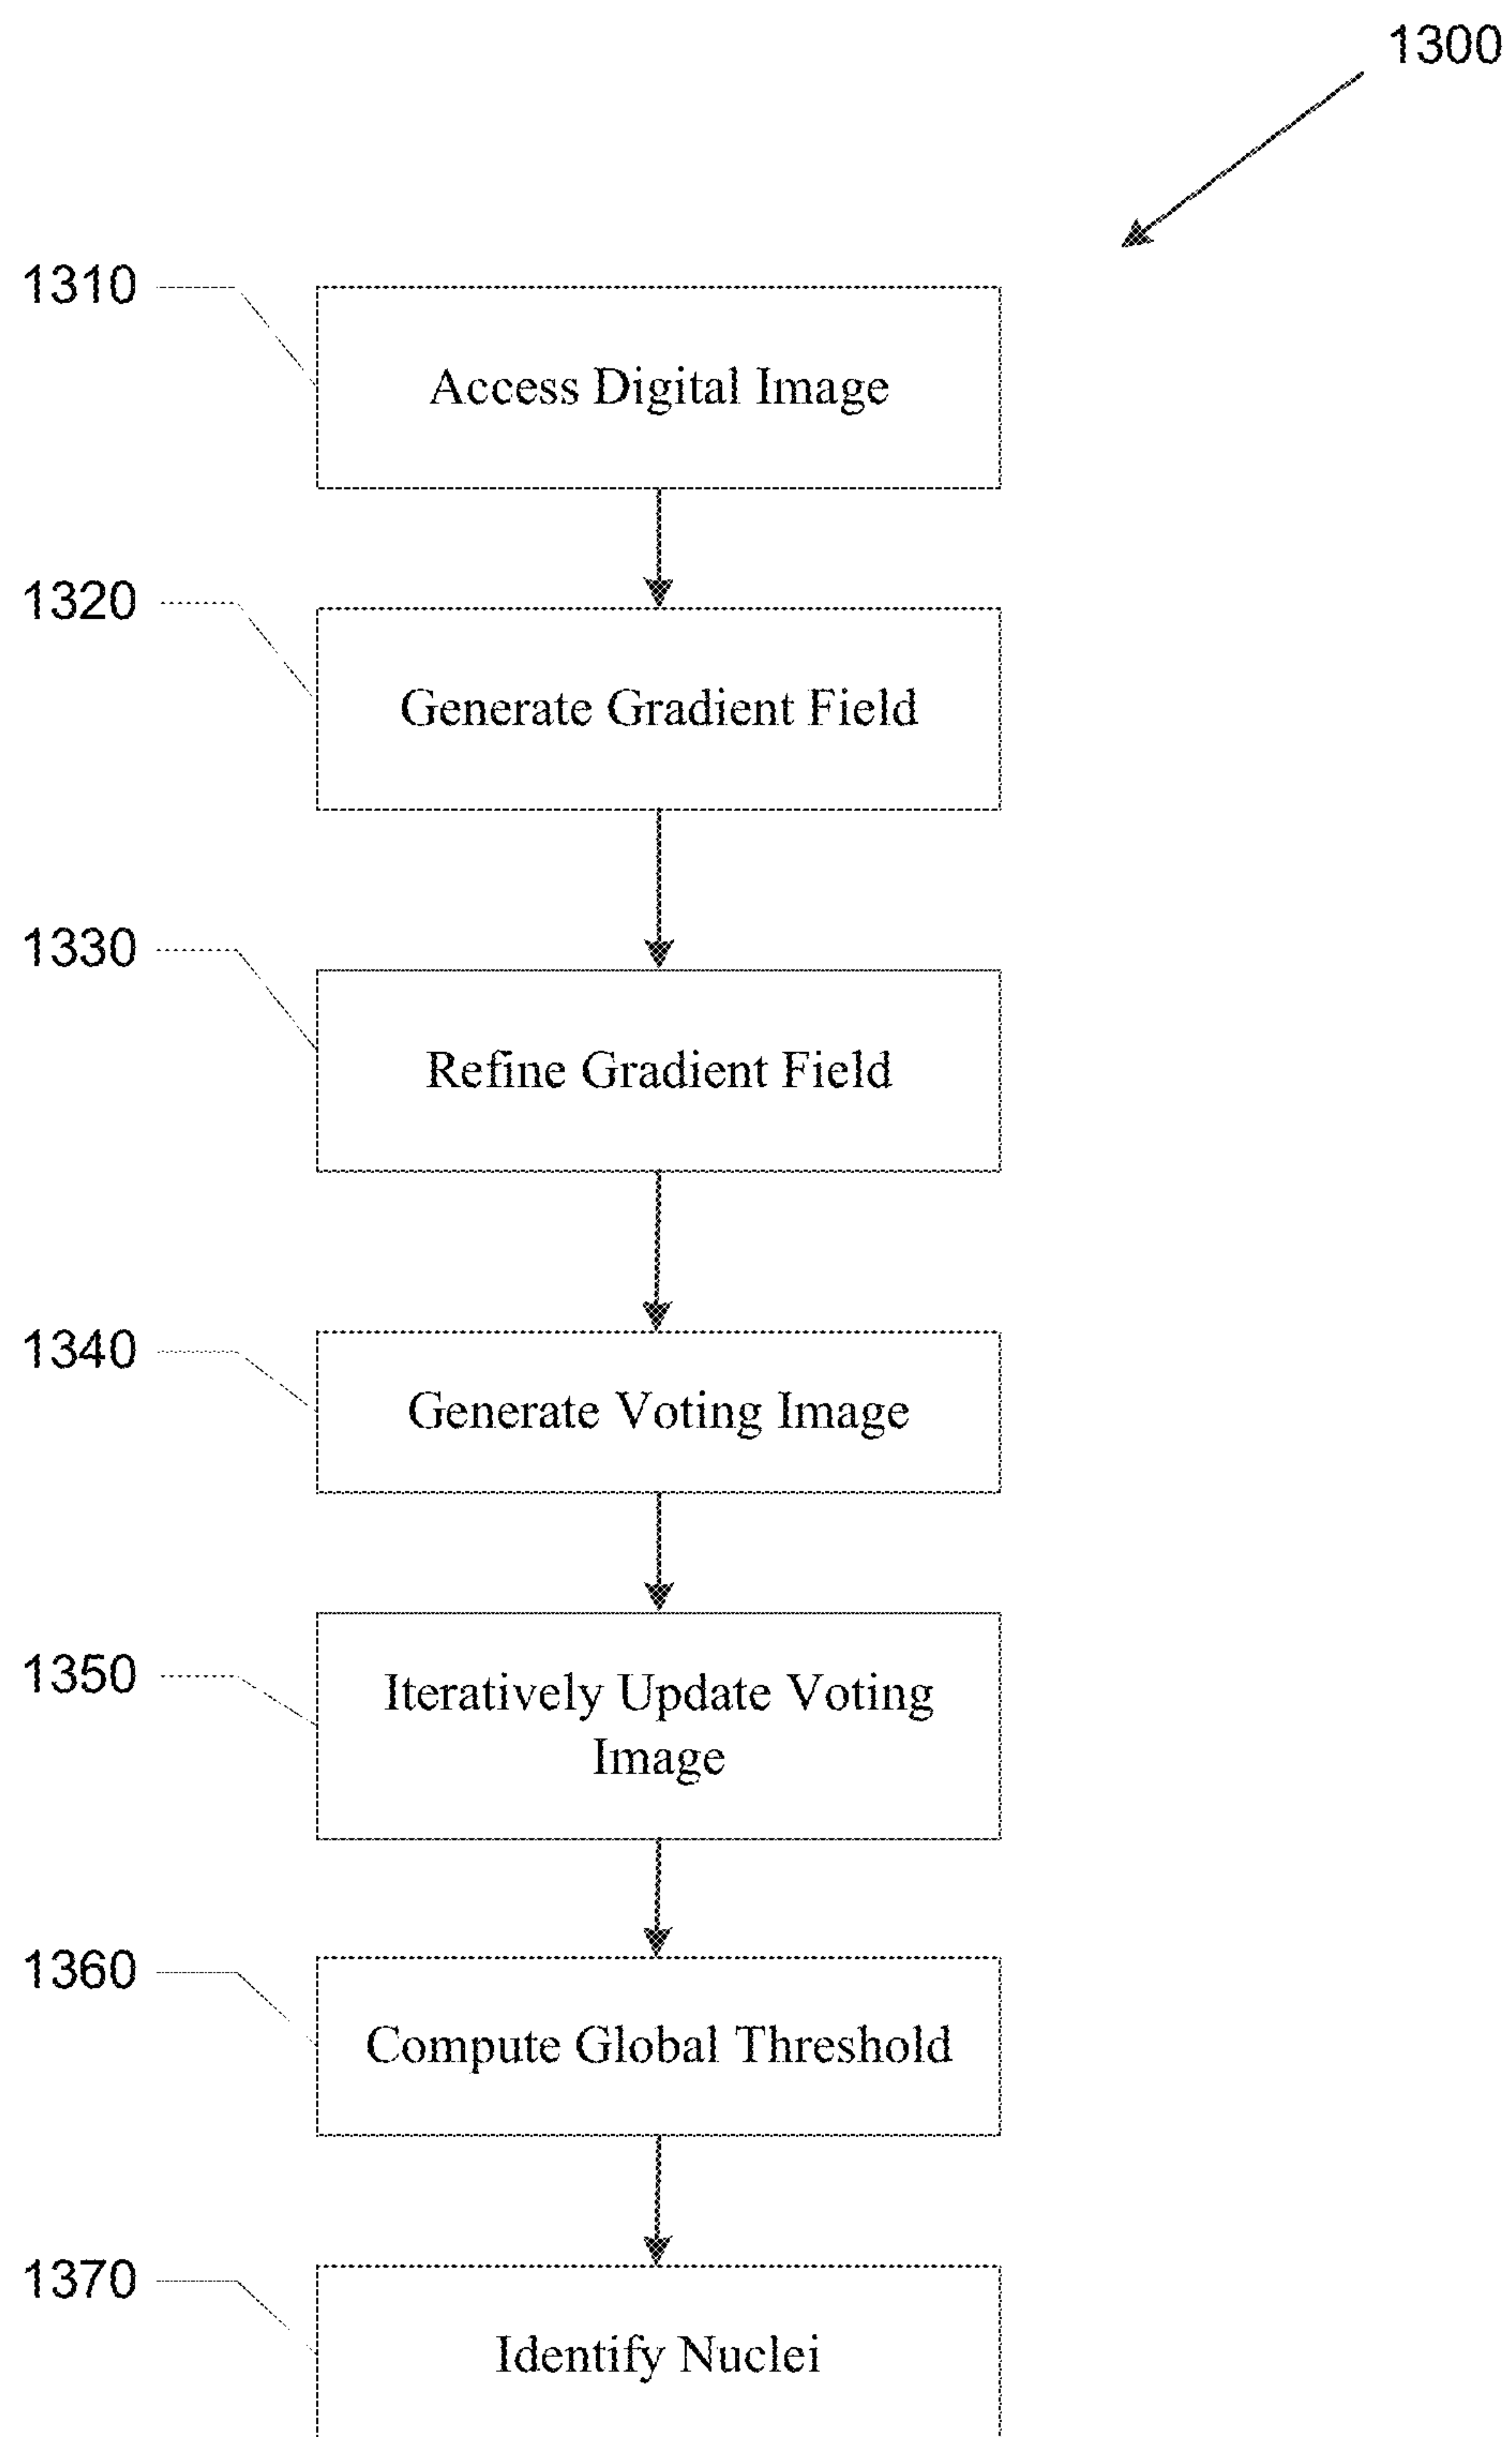 1300
1310
Access Digital Image
1320
Generate Gradient Field
1330
Refine Gradient Field
1340
Generate Voting Image
1350
Iteratively Update Voting
Image
1360
Compute Global Threshold
1370
Identify Nuclei